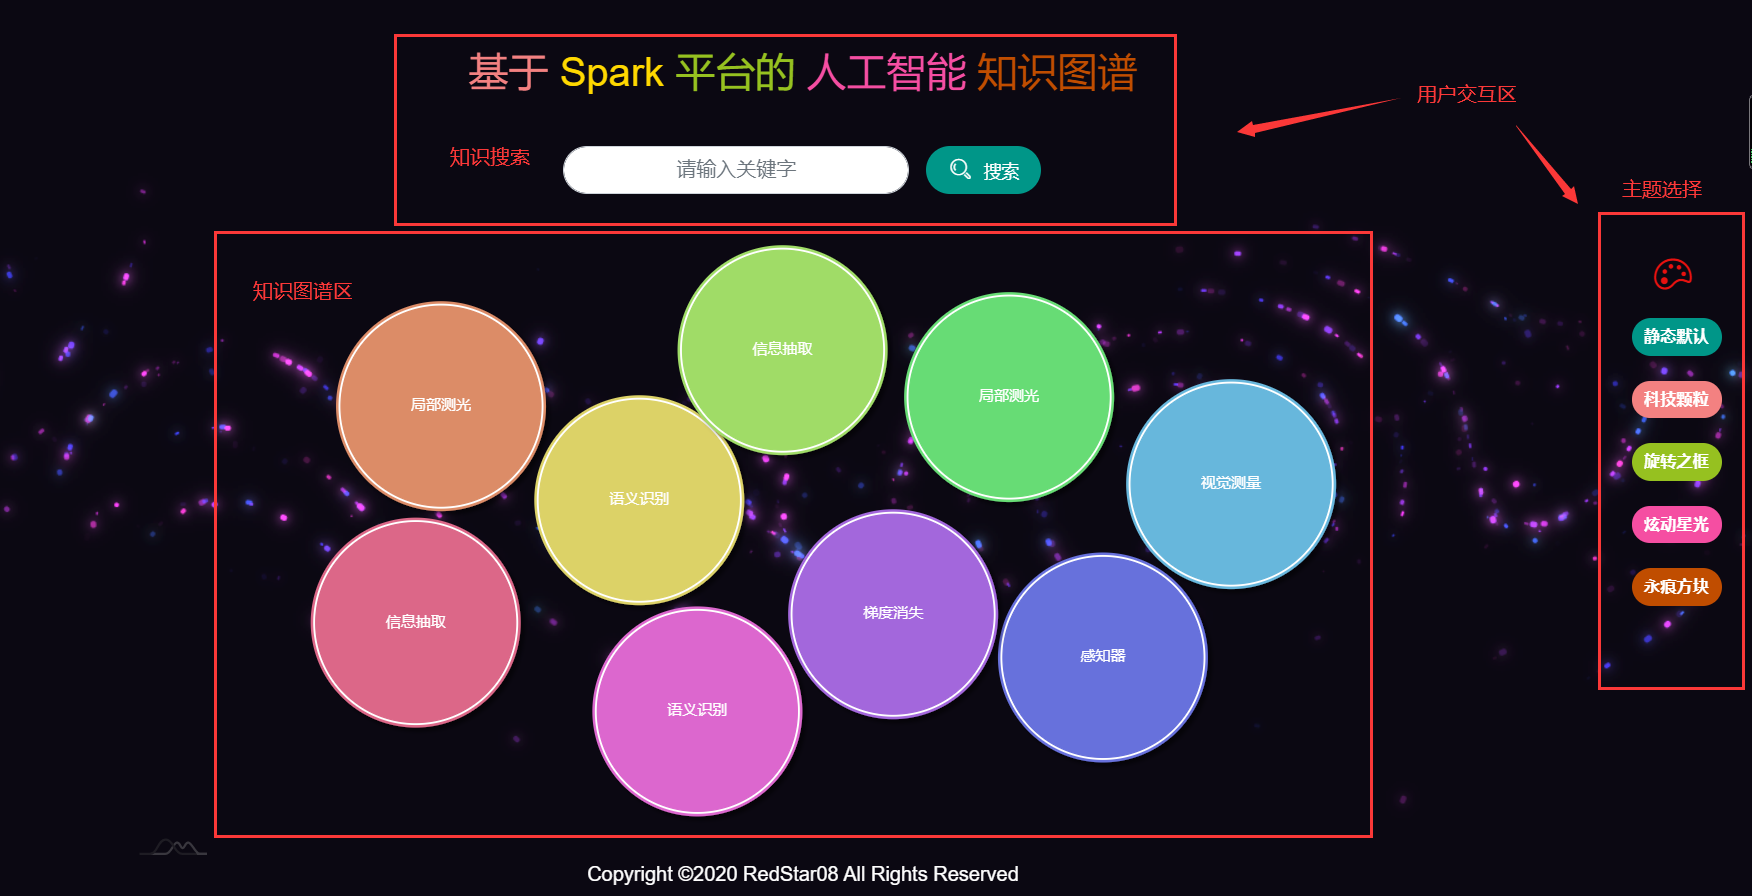 基于 Spark 平台的 人工智能 知识图谱
用户交互区
知识搜索
请输入关键字
搜索
主题选择
知识图谱区
信息抽取
局部测光
局部测光
视觉测量
语义识别
信息抽取
梯度消失
感知器
语义识别
静态默认
科技颗粒
旋转之框
炫动星光
永痕方块
Copyright ©2020 RedStar08 All Rights Reserved